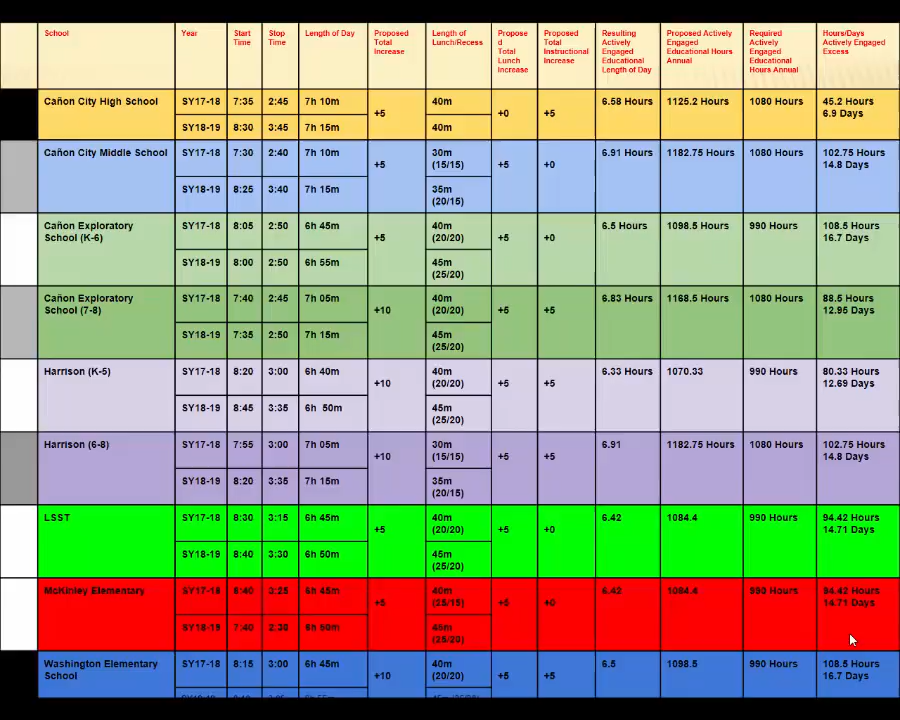 School Year Start Time Stop Time Length of Day Proposed Total Increase Length of Lunch/Recess Propose d Total Lunch Increase Proposed Total Instructional Increase Resulting Actively Engaged Educational Length of Day Proposed Actively Engaged Educational Hours Annual Required Actively Engaged Educational Hours Annual Hours/Days Actively Engaged Excess
Cañon City High School SY17-18 7:35 2:45 7h 10m +5 40m +0 +5 6.58 Hours 1125.2 Hours 1080 Hours 45.2 Hours 6.9 Days
SY18-19 8:30 3:45 7h 15m 40m
Cañon City Middle School SY17-18 7:30 2:40 7h 10m +5 30m (15/15) +5 +0 6.91 Hours 1182.75 Hours 1080 Hours 102.75 Hours 14.8 Days
SY18-19 8:25 3:40 7h 15m 35m (20/15)
Cañon Exploratory School (K-6) SY17-18 8:05 2:50 6h 45m +5 40m (20/20) +5 +0 6.5 Hours 1098.5 Hours 990 Hours 108.5 Hours 16.7 Days
SY18-19 8:00 2:50 6h 55m 45m (25/20)
Cañon Exploratory School (7-8) SY17-18 7:40 2:45 7h 05m +10 40m (20/20) +5 +5 6.83 Hours 1168.5 Hours 1080 Hours 88.5 Hours 12.95 Days
SY18-19 7:35 2:50 7h 15m 45m (25/20)
Harrison (K-5) SY17-18 8:20 3:00 6h 40m +10 40m (20/20) +5 +5 6.33 Hours 1070.33 990 Hours 80.33 Hours 12.69 Days
SY18-19 8:45 3:35 6h 50m 45m (25/20)
Harrison (6-8) SY17-18 7:55 3:00 7h 05m +10 30m (15/15) +5 +5 6.91 1182.75 Hours 1080 Hours 102.75 Hours 14.8 Days
SY18-19 8:20 3:35 7h 15m 35m (20/15)
LSST SY17-18 8:30 3:15 6h 45m +5 40m (20/20) +5 +0 6.42 1084.4 990 Hours 94.42 Hours 14.71 Days
SY18-19 8:40 3:30 6h 50m 45m (25/20)
McKinley Elementary SY17-18 8:40 3:25 6h 45m +5 40m (25/15) +5 +0 6.42 1084.4 990 Hours 94.42 Hours 14.71 Days
SY18-19 7:40 2:30 6h 50m 45m (25/20)
Washington Elementary School SY17-18 8:15 3:00 6h 45m +10 40m (20/20) +5 +5 6.5 1098.5 990 Hours 108.5 Hours 16.7 Days